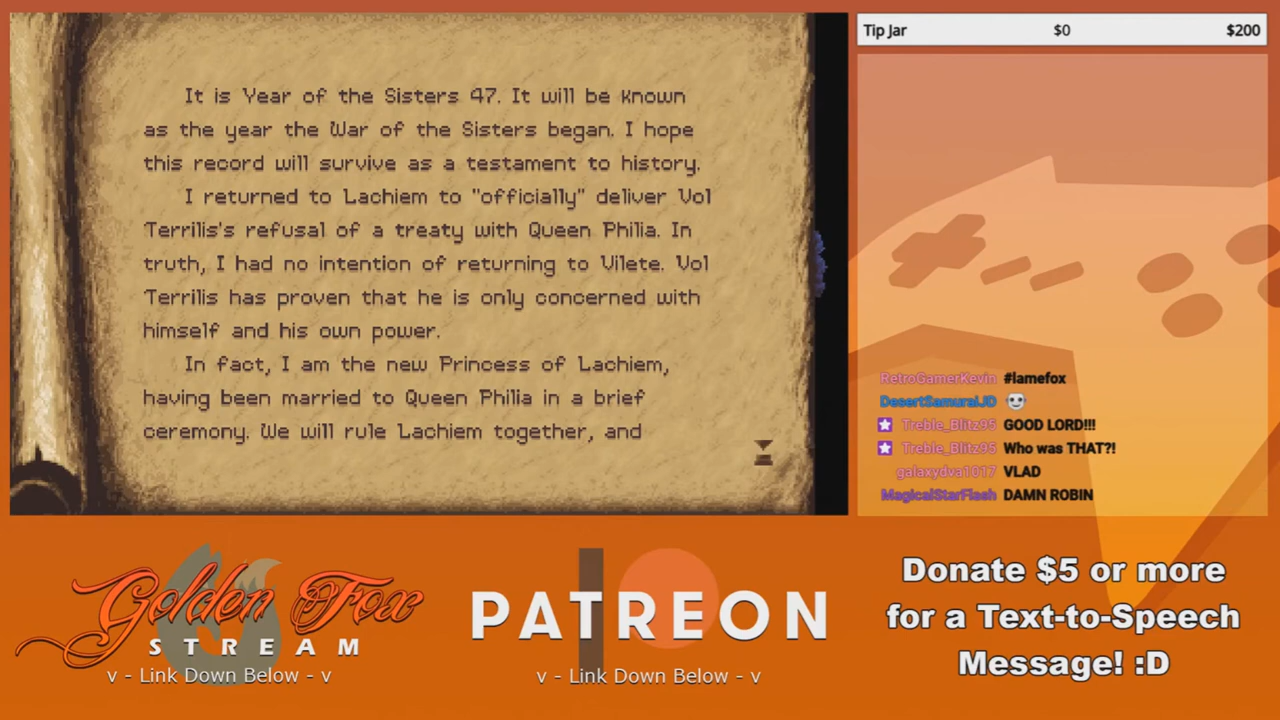 It is Year of the Sisters 47. It will be known
as the year the War of the Sisters began. I hope
this record will survive as a testament to history.
I returned to Lachiem to "officially" deliver Vol
Terrilis's refusal of a treaty with Queen Philia. In
truth, I had no intention of returning to Vilete. Vol
Terrilis has proven that he is only concerned with
himself and his own power.
In fact, I am the new Princess of Lachiem,
having been married to Queen Philia in a brief
ceremony. We will rule Lachiem together, and
Tip Jar $0 $200
RetroGamerKevin #lamefox
DesertSamuraiJD
Treble_Blitz95 GOOD LORD!!!
Treble_Blitz95 Who was THAT?!
galaxydva1017 VLAD
MagicalStarFlash DAMN ROBIN
Golden Fox
STREAM
v - Link Down Below - v
PATREON
v - Link Down Below - v
Donate $5 or more
for a Text-to-Speech
Message! :D